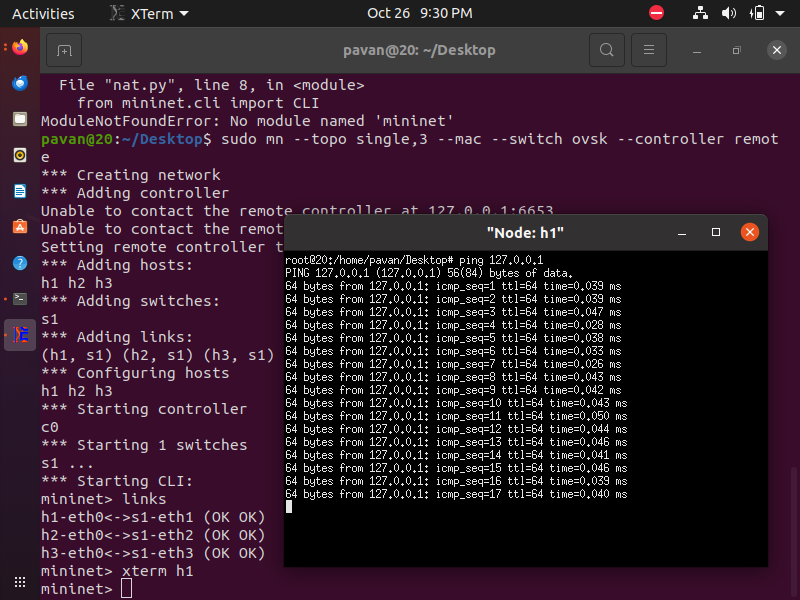 Activities
XTerm
Oct 26 9:30 PM
pavan@20: ~/Desktop
File "nat.py", line 8, in <module>
from mininet.cli import CLI
ModuleNotFoundError: No module named 'mininet'
pavan@20:~/Desktop$ sudo mn --topo single,3 --mac --switch ovsk --controller remot
e
*** Creating network
*** Adding controller
Unable to contact the remote controller at 127.0.0.1:6653
Unable to contact the remot
Setting remote controller t
*** Adding hosts:
h1 h2 h3
*** Adding switches:
s1
*** Adding links:
(h1, s1) (h2, s1) (h3, s1)
*** Configuring hosts
h1 h2 h3
*** Starting controller
c0
*** Starting 1 switches
s1 ...
*** Starting CLI:
mininet> links
h1-eth0<->s1-eth1 (OK OK)
h2-eth0<->s1-eth2 (OK OK)
h3-eth0<->s1-eth3 (OK OK)
mininet> xterm h1
mininet>
"Node: h1"
root@20:/home/pavan/Desktop# ping 127.0.0.1
PING 127.0.0.1 (127.0.0.1) 56(84) bytes of data.
64 bytes from 127.0.0.1: icmp_seq=1 ttl=64 time=0.039 ms
64 bytes from 127.0.0.1: icmp_seq=2 ttl=64 time=0.039 ms
64 bytes from 127.0.0.1: icmp_seq=3 ttl=64 time=0.047 ms
64 bytes from 127.0.0.1: icmp_seq=4 ttl=64 time=0.028 ms
64 bytes from 127.0.0.1: icmp_seq=5 ttl=64 time=0.038 ms
64 bytes from 127.0.0.1: icmp_seq=6 ttl=64 time=0.033 ms
64 bytes from 127.0.0.1: icmp_seq=7 ttl=64 time=0.026 ms
64 bytes from 127.0.0.1: icmp_seq=8 ttl=64 time=0.043 ms
64 bytes from 127.0.0.1: icmp_seq=9 ttl=64 time=0.042 ms
64 bytes from 127.0.0.1: icmp_seq=10 ttl=64 time=0.043 ms
64 bytes from 127.0.0.1: icmp_seq=11 ttl=64 time=0.050 ms
64 bytes from 127.0.0.1: icmp_seq=12 ttl=64 time=0.044 ms
64 bytes from 127.0.0.1: icmp_seq=13 ttl=64 time=0.046 ms
64 bytes from 127.0.0.1: icmp_seq=14 ttl=64 time=0.041 ms
64 bytes from 127.0.0.1: icmp_seq=15 ttl=64 time=0.046 ms
64 bytes from 127.0.0.1: icmp_seq=16 ttl=64 time=0.039 ms
64 bytes from 127.0.0.1: icmp_seq=17 ttl=64 time=0.040 ms